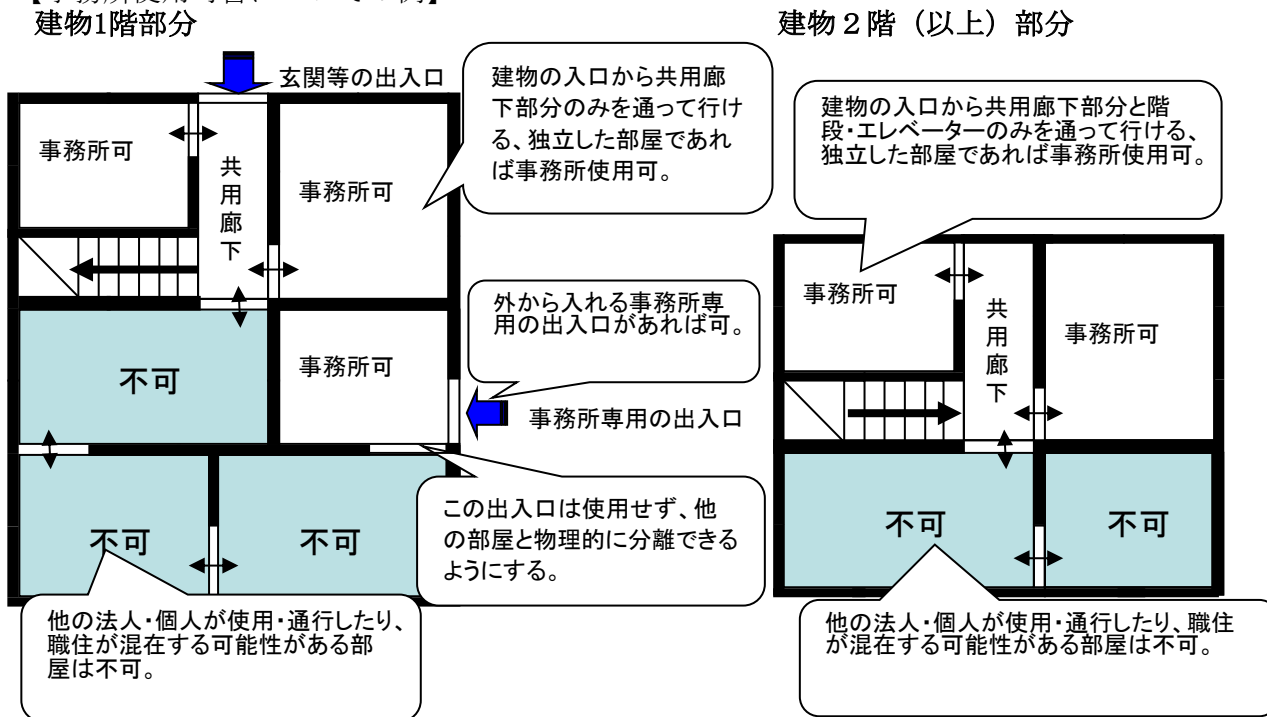 建物1階部分
建物２階（以上）部分
玄関等の出入口
建物の入口から共用廊
下部分のみを通って行け
る、独立した部屋であれ
ば事務所使用可。
建物の入口から共用廊下部分と階
段・エレベーターのみを通って行ける、
独立した部屋であれば事務所使用可。
事務所可
共用廊下
事務所可
外から入れる事務所専
用の出入口があれば可。
不可
事務所可
事務所専用の出入口
この出入口は使用せず、他
の部屋と物理的に分離できる
ようにする。
不可
不可
他の法人・個人が使用・通行したり、
職住が混在する可能性がある部
屋は不可。
事務所可
共用廊下
事務所可
不可
不可
他の法人・個人が使用・通行したり、職住
が混在する可能性がある部屋は不可。